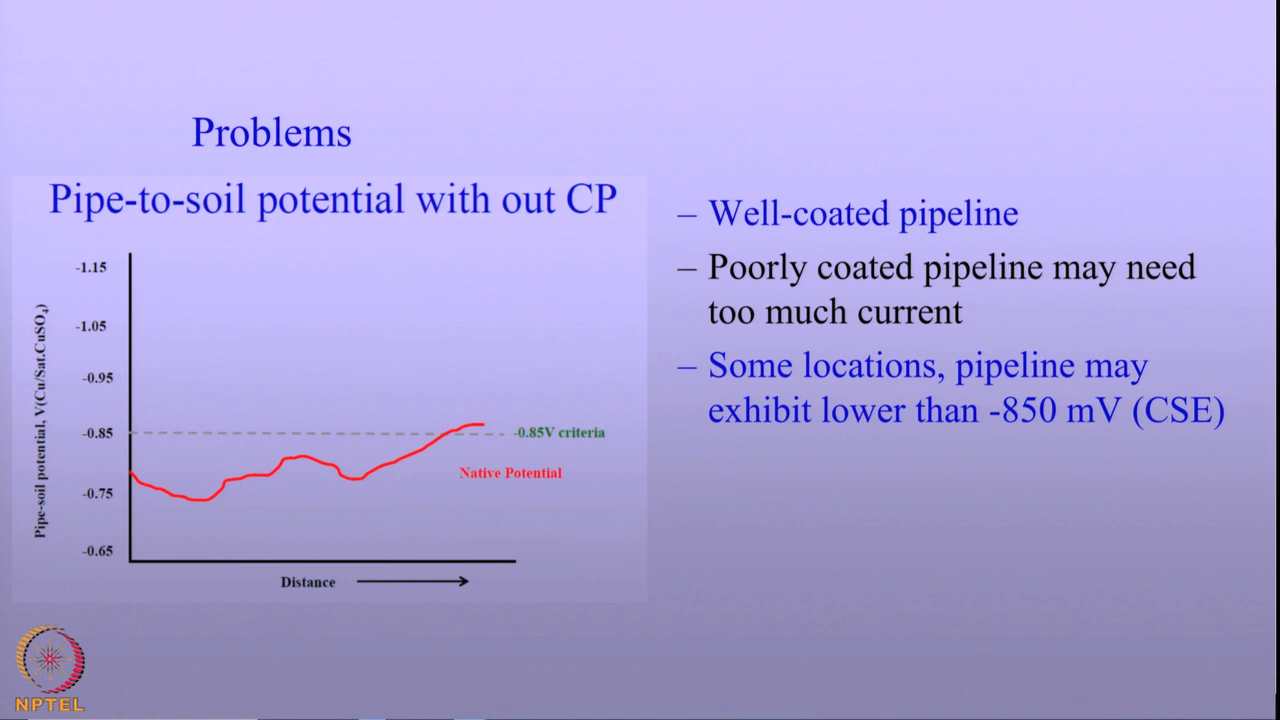 Problems
Pipe-to-soil potential with out CP
Pipe-soil potential, V(Cu/Sat.CuSO₄)
-1.15
-1.05
-0.95
-0.85
-0.75
-0.65
-0.85V criteria
Native Potential
Distance
– Well-coated pipeline
– Poorly coated pipeline may need
too much current
– Some locations, pipeline may
exhibit lower than -850 mV (CSE)
NPTEL